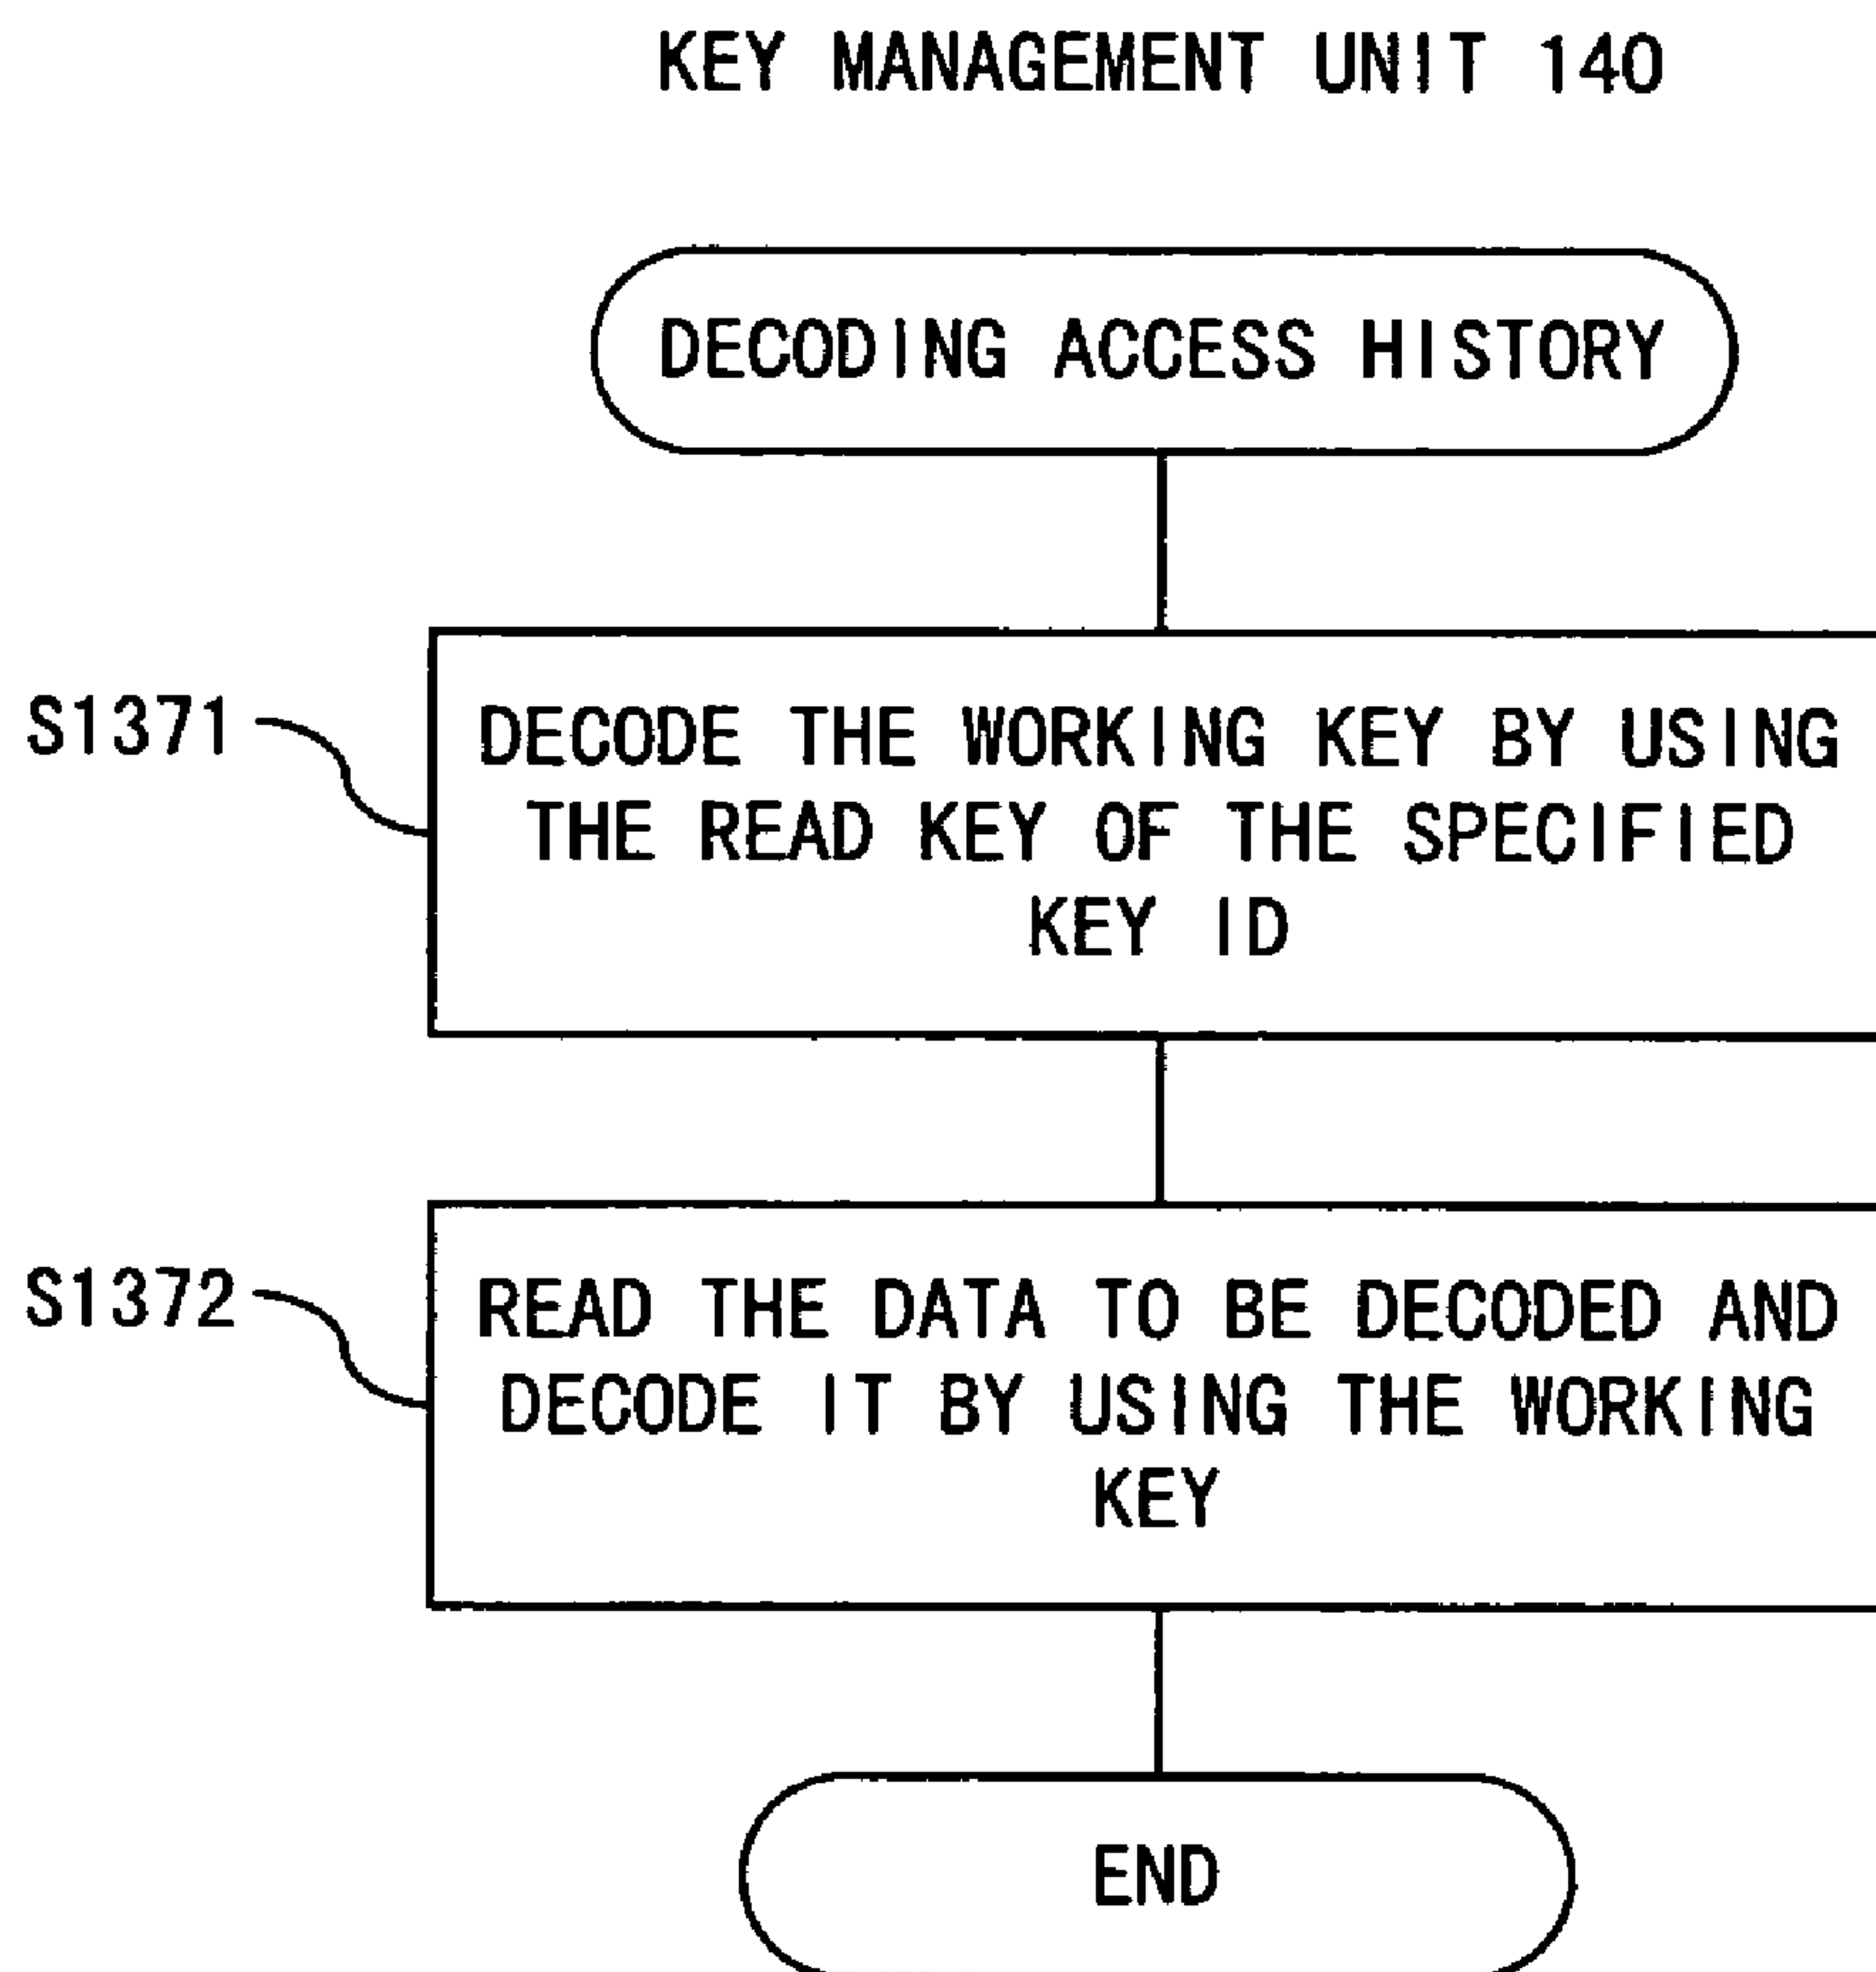 KEY MANAGEMENT UNIT 140
DECODING ACCESS HISTORY
S1371
DECODE THE WORKING KEY BY USING
THE READ KEY OF THE SPECIFIED
KEY ID
S1372
READ THE DATA TO BE DECODED AND
DECODE IT BY USING THE WORKING
KEY
END